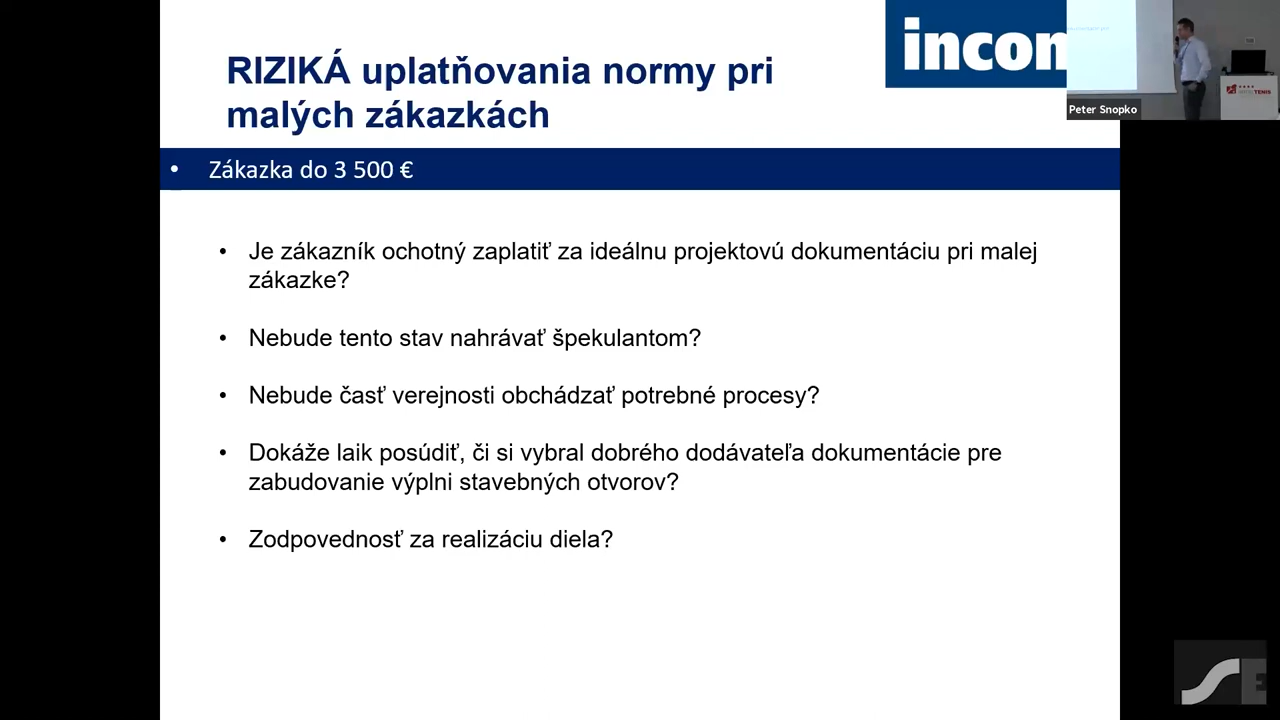 RIZIKÁ uplatňovania normy pri
malých zákazkách
incon
Peter Snopko
• Zákazka do 3 500 €
• Je zákazník ochotný zaplatiť za ideálnu projektovú dokumentáciu pri malej
zákazke?
• Nebude tento stav nahrávať špekulantom?
• Nebude časť verejnosti obchádzať potrebné procesy?
• Dokáže laik posúdiť, či si vybral dobrého dodávateľa dokumentácie pre
zabudovanie výplni stavebných otvorov?
• Zodpovednosť za realizáciu diela?
SE